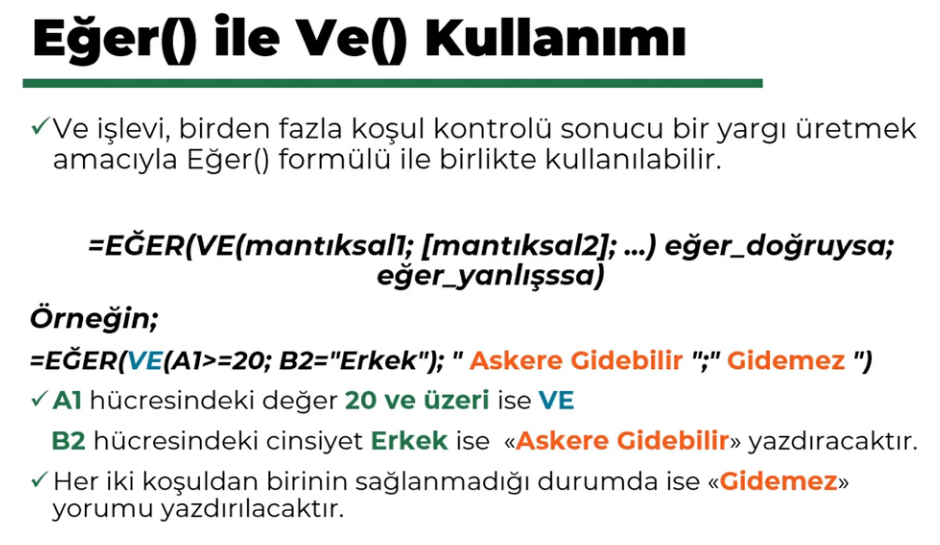 Eğer() ile Ve() Kullanımı
✓Ve işlevi, birden fazla koşul kontrolü sonucu bir yargı üretmek
amacıyla Eğer() formülü ile birlikte kullanılabilir.
=EĞER(VE(mantıksal1; [mantıksal2]; ...) eğer_doğruysa;
eğer_yanlışssa)
Örneğin;
=EĞER(VE(A1>=20; B2="Erkek"); " Askere Gidebilir ";" Gidemez ")
✓A1 hücresindeki değer 20 ve üzeri ise VE
B2 hücresindeki cinsiyet Erkek ise «Askere Gidebilir» yazdıracaktır.
✓Her iki koşuldan birinin sağlanmadığı durumda ise «Gidemez»
yorumu yazdırılacaktır.